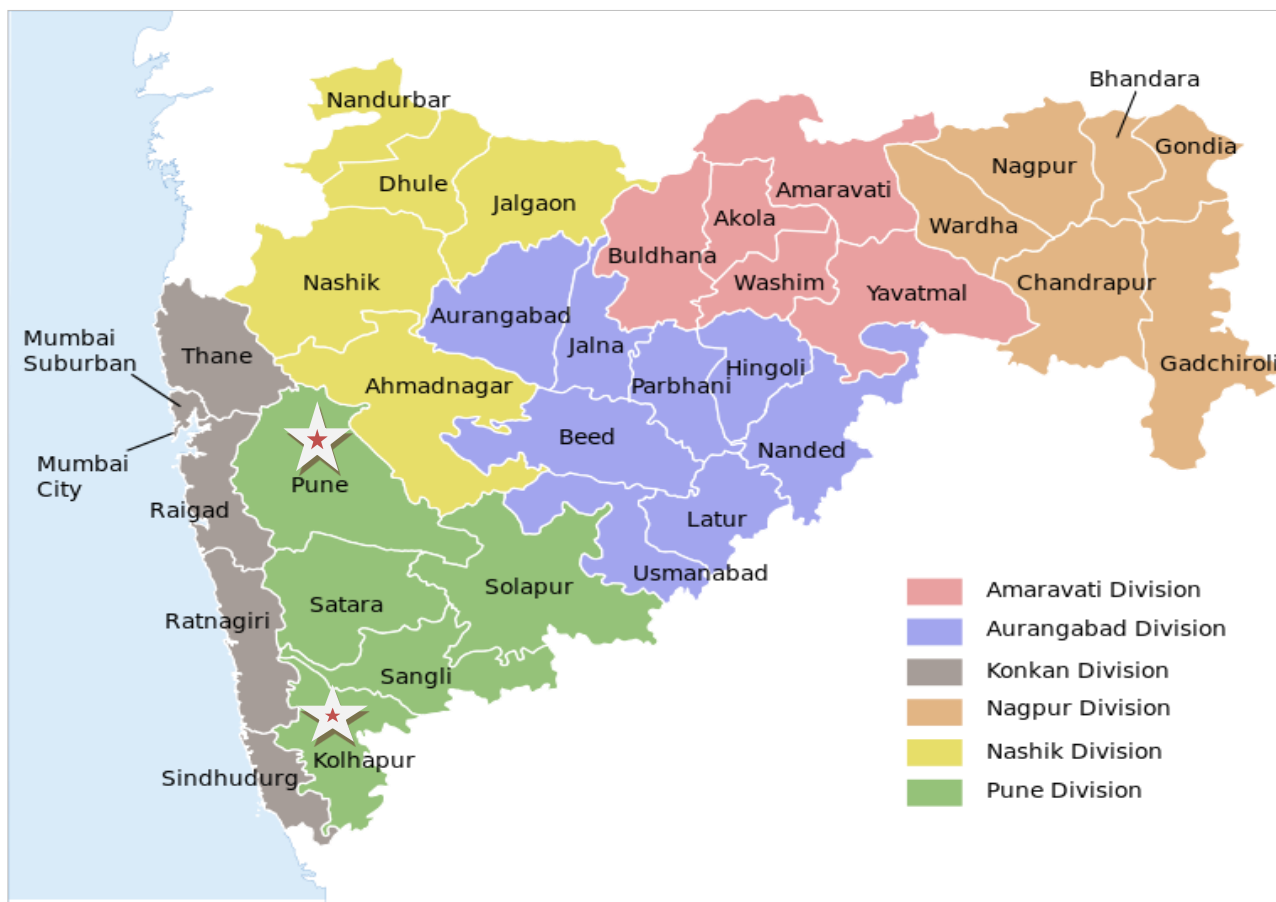 Bhandara
Nandurbar
Gondia
Nagpur
Dhule
Amaravati
Jalgaon
Akola
Wardha
Buldhana
Nashik
Washim
Chandrapur
Yavatmal
Aurangabad
Mumbai
Suburban
Thane
Jalna
Hingoli
Gadchiroli
Ahmadnagar
Parbhani
Beed
Nanded
Mumbai
City
Pune
Raigad
Latur
Usmanabad
Solapur
Satara
Ratnagiri
Sangli
Kolhapur
Sindhudurg
Amaravati Division
Aurangabad Division
Konkan Division
Nagpur Division
Nashik Division
Pune Division